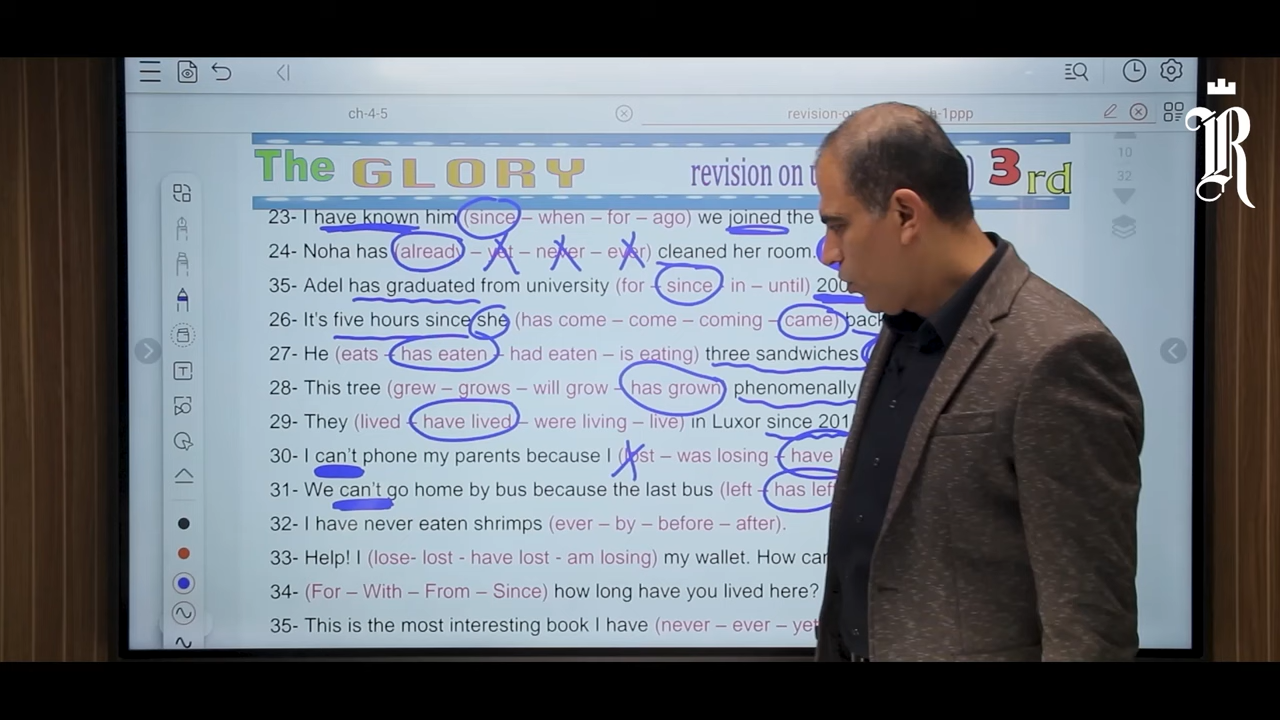 ch-4-5
revision-on ch-1ppp
The GLORY revision on 3rd
10
32
23- I have known him (since – when – for – ago) we joined the
24- Noha has (already – yet – never – ever) cleaned her room.
35- Adel has graduated from university (for – since – in – until) 200
26- It's five hours since she (has come – come – coming – came) back
27- He (eats – has eaten – had eaten – is eating) three sandwiches
28- This tree (grew – grows – will grow – has grown) phenomenally
29- They (lived – have lived – were living – live) in Luxor since 201
30- I can't phone my parents because I (lost – was losing – have
31- We can't go home by bus because the last bus (left – has left
32- I have never eaten shrimps (ever – by – before – after).
33- Help! I (lose- lost - have lost - am losing) my wallet. How can
34- (For – With – From – Since) how long have you lived here?
35- This is the most interesting book I have (never – ever – yet
R